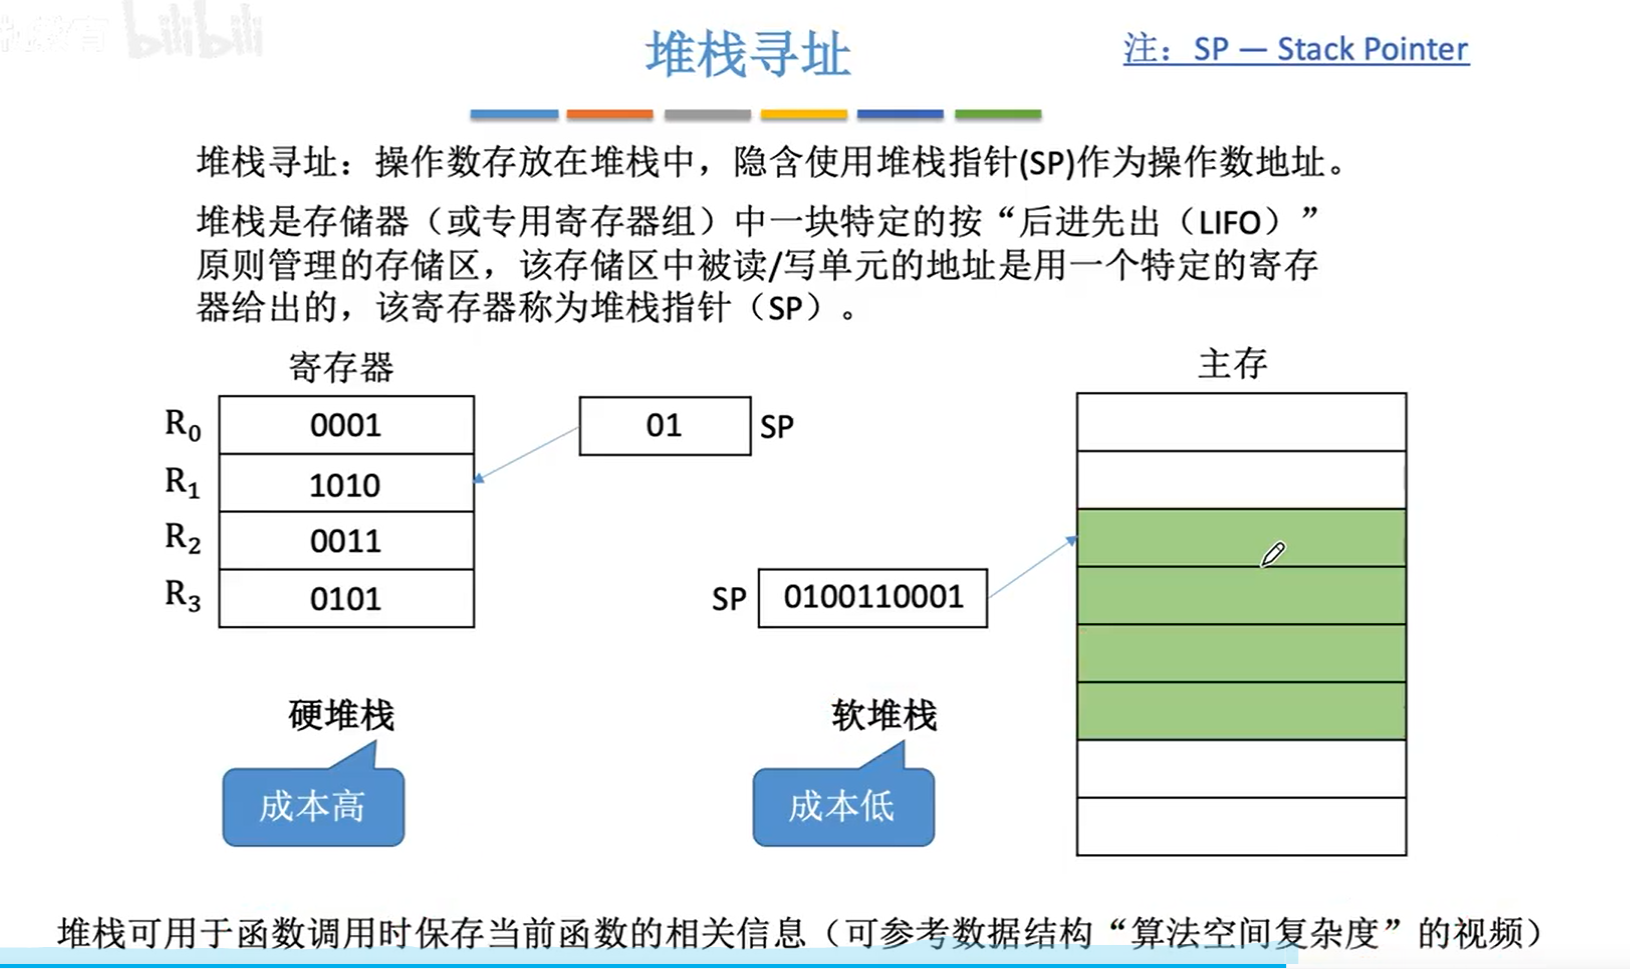 bilibili
堆栈寻址
注：SP — Stack Pointer
堆栈寻址：操作数存放在堆栈中，隐含使用堆栈指针(SP)作为操作数地址。
堆栈是存储器（或专用寄存器组）中一块特定的按“后进先出（LIFO）”
原则管理的存储区，该存储区中被读/写单元的地址是用一个特定的寄存
器给出的，该寄存器称为堆栈指针（SP）。
寄存器
主存
R₀ 0001
01 SP
R₁ 1010
R₂ 0011
R₃ 0101
SP 0100110001
硬堆栈
软堆栈
成本高
成本低
堆栈可用于函数调用时保存当前函数的相关信息（可参考数据结构“算法空间复杂度”的视频）